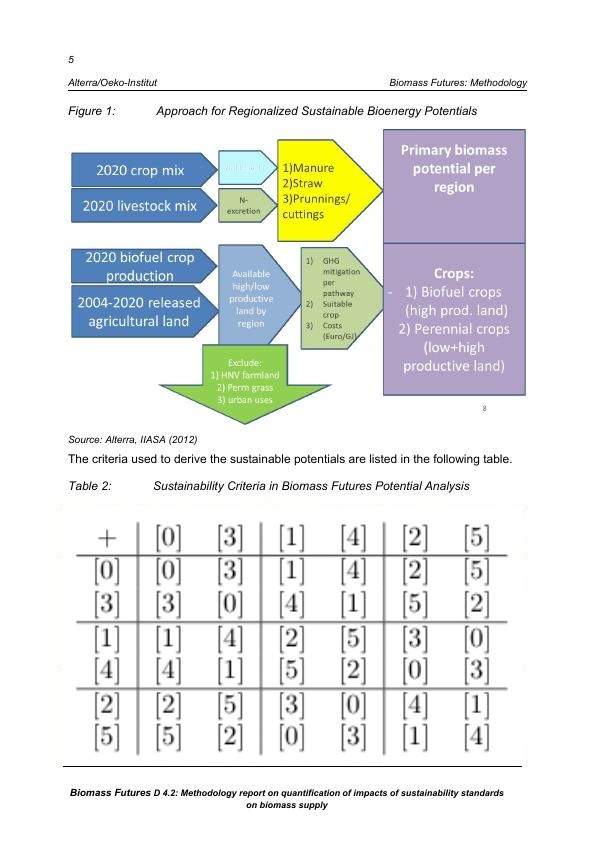 5
Alterra/Oeko-Institut Biomass Futures: Methodology
Figure 1: Approach for Regionalized Sustainable Bioenergy Potentials
2020 crop mix
2020 livestock mix
N-
excretion
1)Manure
2)Straw
3)Prunnings/
cuttings
Primary biomass
potential per
region
2020 biofuel crop
production
2004-2020 released
agricultural land
Available
high/low
productive
land by
region
1) GHG
mitigation
per
pathway
2) Suitable
crop
3) Costs
(Euro/GJ)
Crops:
- 1) Biofuel crops
(high prod. land)
2) Perennial crops
(low+high
productive land)
Exclude:
1) HNV farmland
2) Perm grass
3) urban uses
8
Source: Alterra, IIASA (2012)
The criteria used to derive the sustainable potentials are listed in the following table.
Table 2: Sustainability Criteria in Biomass Futures Potential Analysis
+ [0] [3] [1] [4] [2] [5]
[0] [0] [3] [1] [4] [2] [5]
[3] [3] [0] [4] [1] [5] [2]
[1] [1] [4] [2] [5] [3] [0]
[4] [4] [1] [5] [2] [0] [3]
[2] [2] [5] [3] [0] [4] [1]
[5] [5] [2] [0] [3] [1] [4]
Biomass Futures D 4.2: Methodology report on quantification of impacts of sustainability standards
on biomass supply